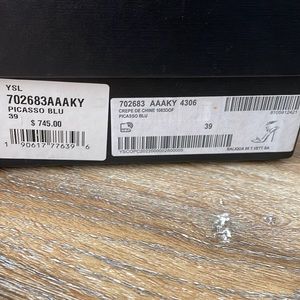 YSL
702683AAAKY
PICASSO BLU
39
$ 745.00
1 90617 77639 6
702683 AAAKY 4306
CREPE DE CHINE
PICASSO BLU
39